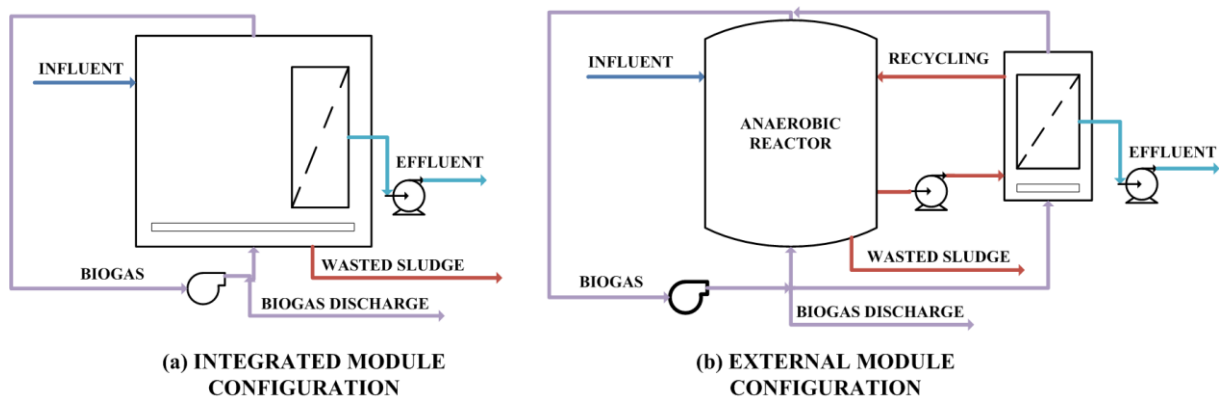 INFLUENT
EFFLUENT
WASTED SLUDGE
BIOGAS
BIOGAS DISCHARGE
(a) INTEGRATED MODULE
CONFIGURATION
INFLUENT
RECYCLING
ANAEROBIC
REACTOR
EFFLUENT
WASTED SLUDGE
BIOGAS
BIOGAS DISCHARGE
(b) EXTERNAL MODULE
CONFIGURATION